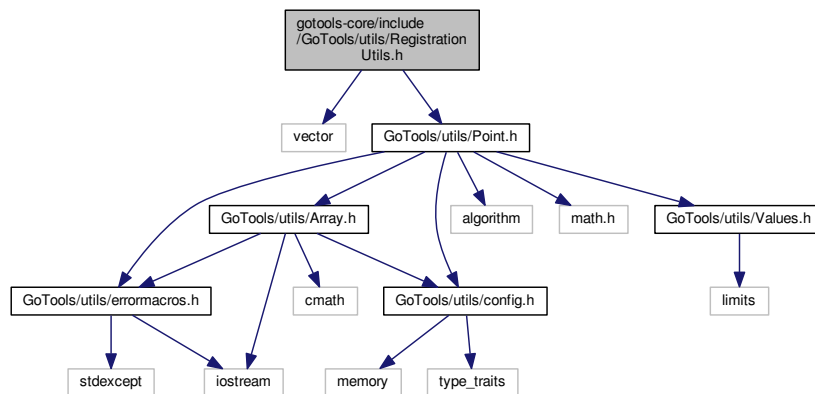 gotools-core/include
/GoTools/utils/Registration
Utils.h
vector
GoTools/utils/Point.h
GoTools/utils/Array.h
algorithm
math.h
GoTools/utils/Values.h
GoTools/utils/errormacros.h
cmath
GoTools/utils/config.h
limits
stdexcept
iostream
memory
type_traits